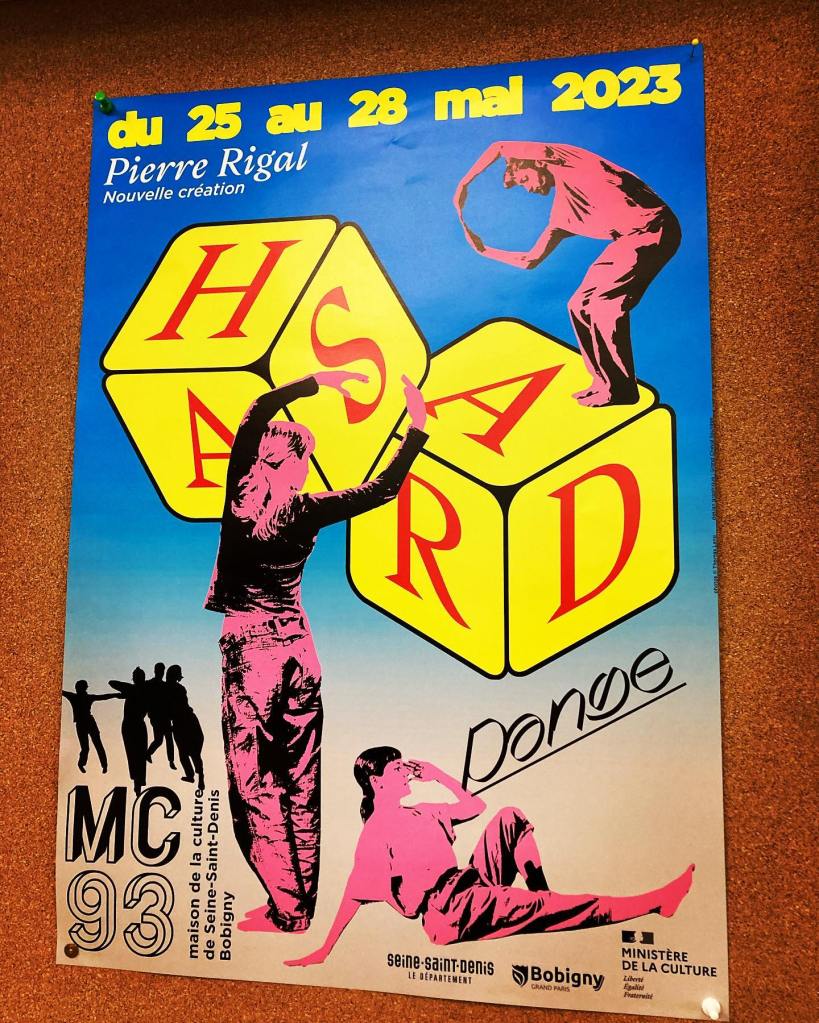 du 25 au 28 mai 2023
Pierre Rigal
Nouvelle création
H
A
S
A
R
D
Danse
MC
93
maison de la culture
de Seine-Saint-Denis
Bobigny
seine-saint-denis
LE DÉPARTEMENT
Bobigny
GRAND PARIS
MINISTÈRE
DE LA CULTURE
Liberté
Égalité
Fraternité